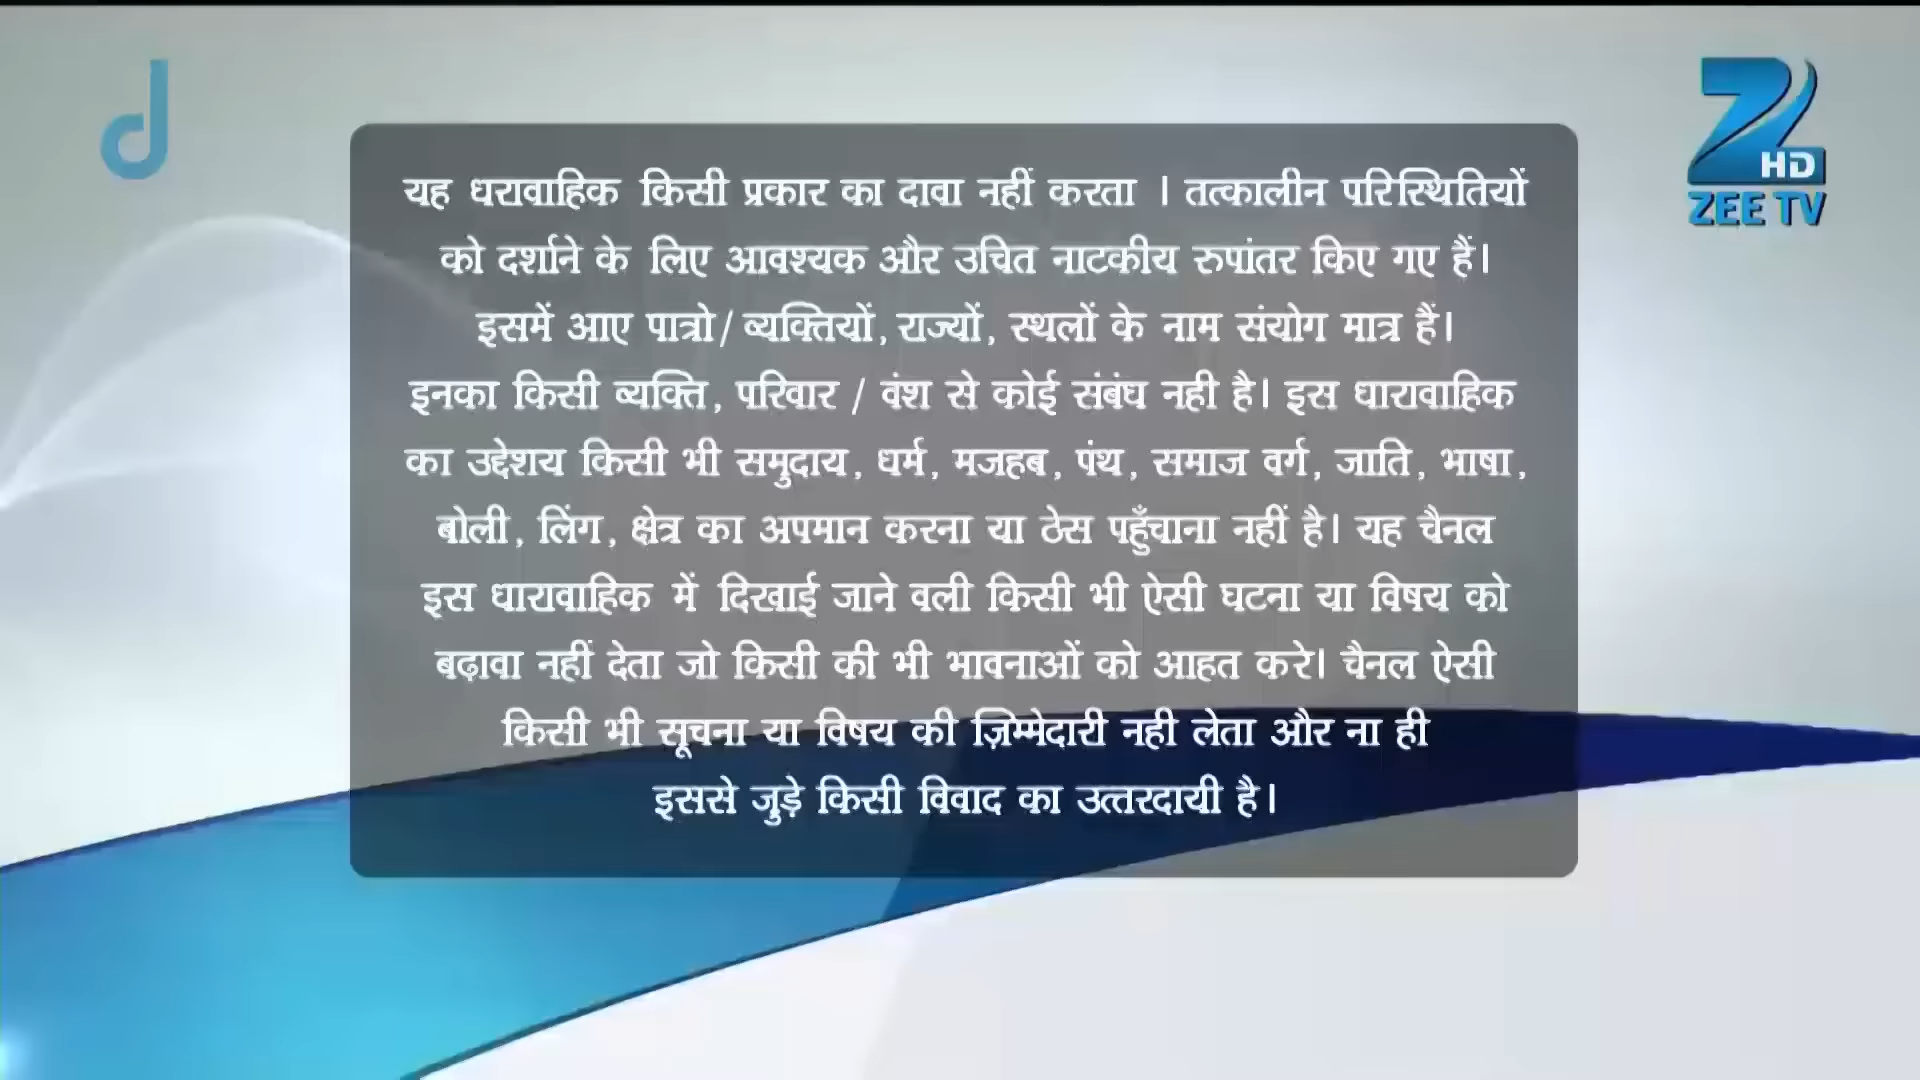 d
Z
HD
ZEE TV
यह धरावाहिक किसी प्रकार का दावा नहीं करता । तत्कालीन परिस्थितियों
को दर्शाने के लिए आवश्यक और उचित नाटकीय रुपांतर किए गए हैं।
इसमें आए पात्रो/ व्यक्तियों, राज्यों, स्थलों के नाम संयोग मात्र हैं।
इनका किसी व्यक्ति, परिवार / वंश से कोई संबंध नही है। इस धारावाहिक
का उद्देशय किसी भी समुदाय, धर्म, मजहब, पंथ, समाज वर्ग, जाति, भाषा,
बोली, लिंग, क्षेत्र का अपमान करना या ठेस पहुँचाना नहीं है। यह चैनल
इस धारावाहिक में दिखाई जाने वली किसी भी ऐसी घटना या विषय को
बढ़ावा नहीं देता जो किसी की भी भावनाओं को आहत करे। चैनल ऐसी
किसी भी सूचना या विषय की ज़िम्मेदारी नही लेता और ना ही
इससे जुड़े किसी विवाद का उत्तरदायी है।